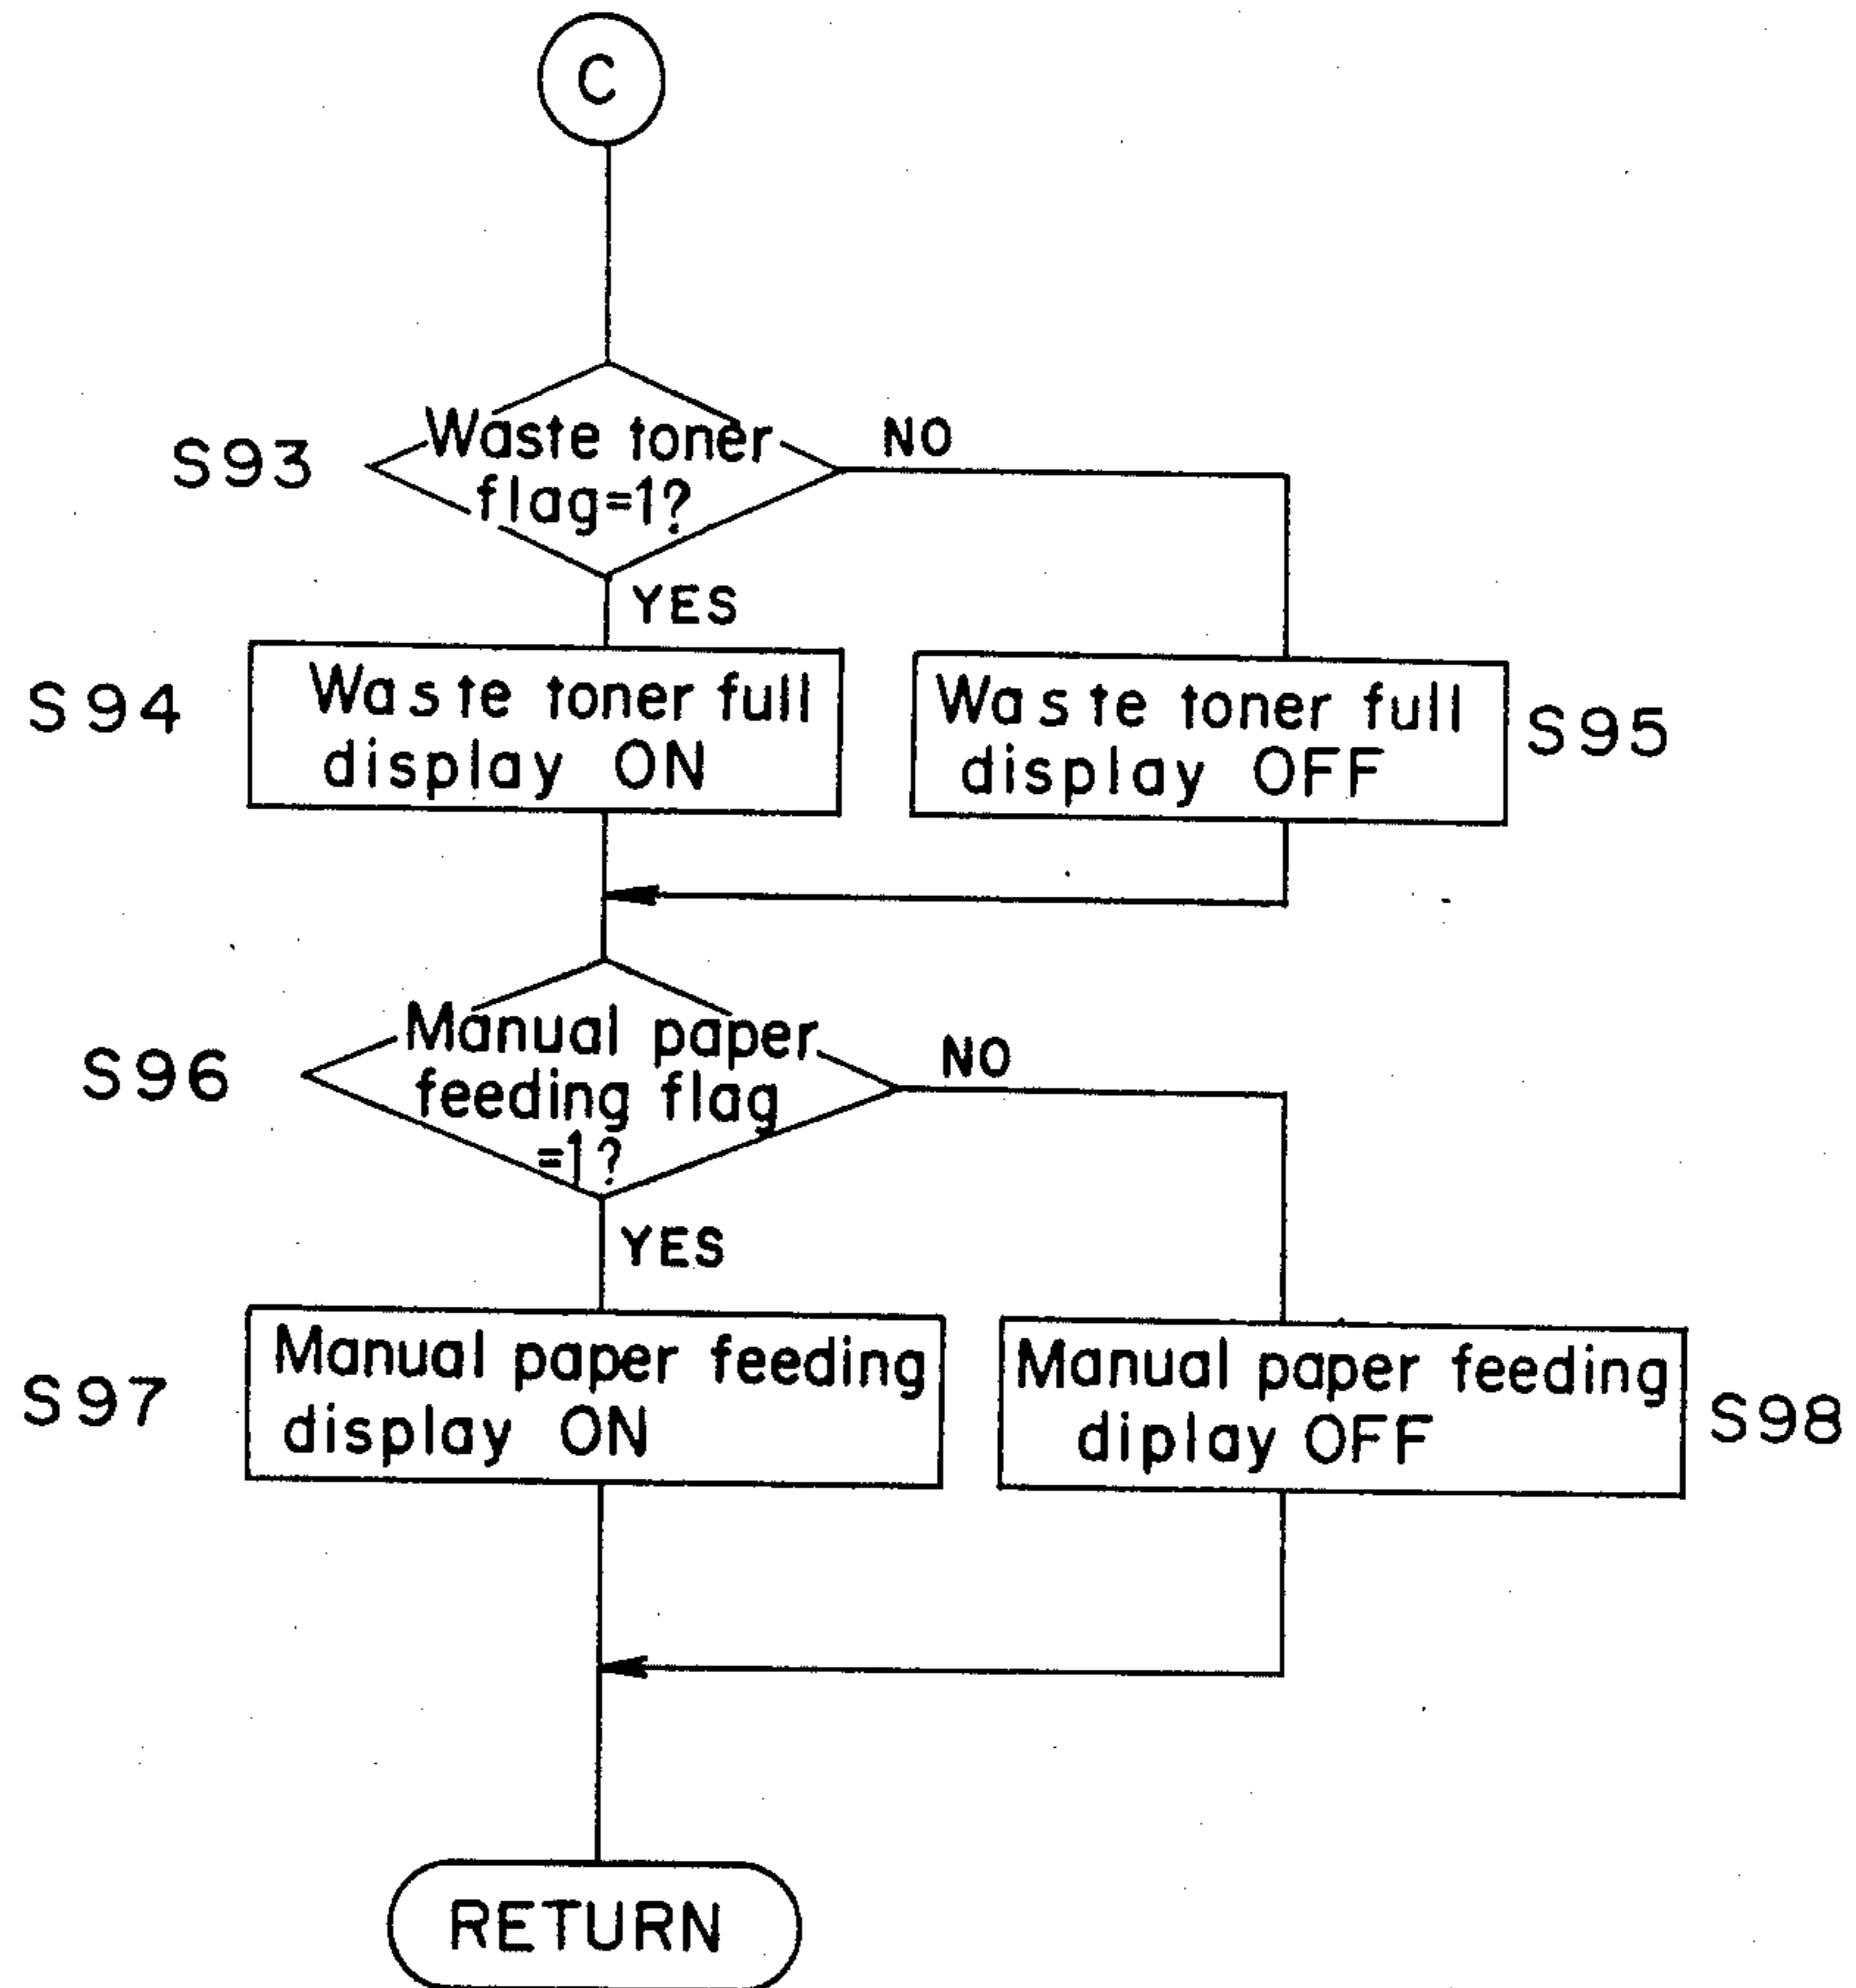 C
S93
Waste toner
flag=1?
NO
YES
S94
Waste toner full
display ON
Waste toner full
display OFF
S95
S96
Manual paper
feeding flag
=1?
NO
YES
S97
Manual paper feeding
display ON
Manual paper feeding
diplay OFF
S98
RETURN